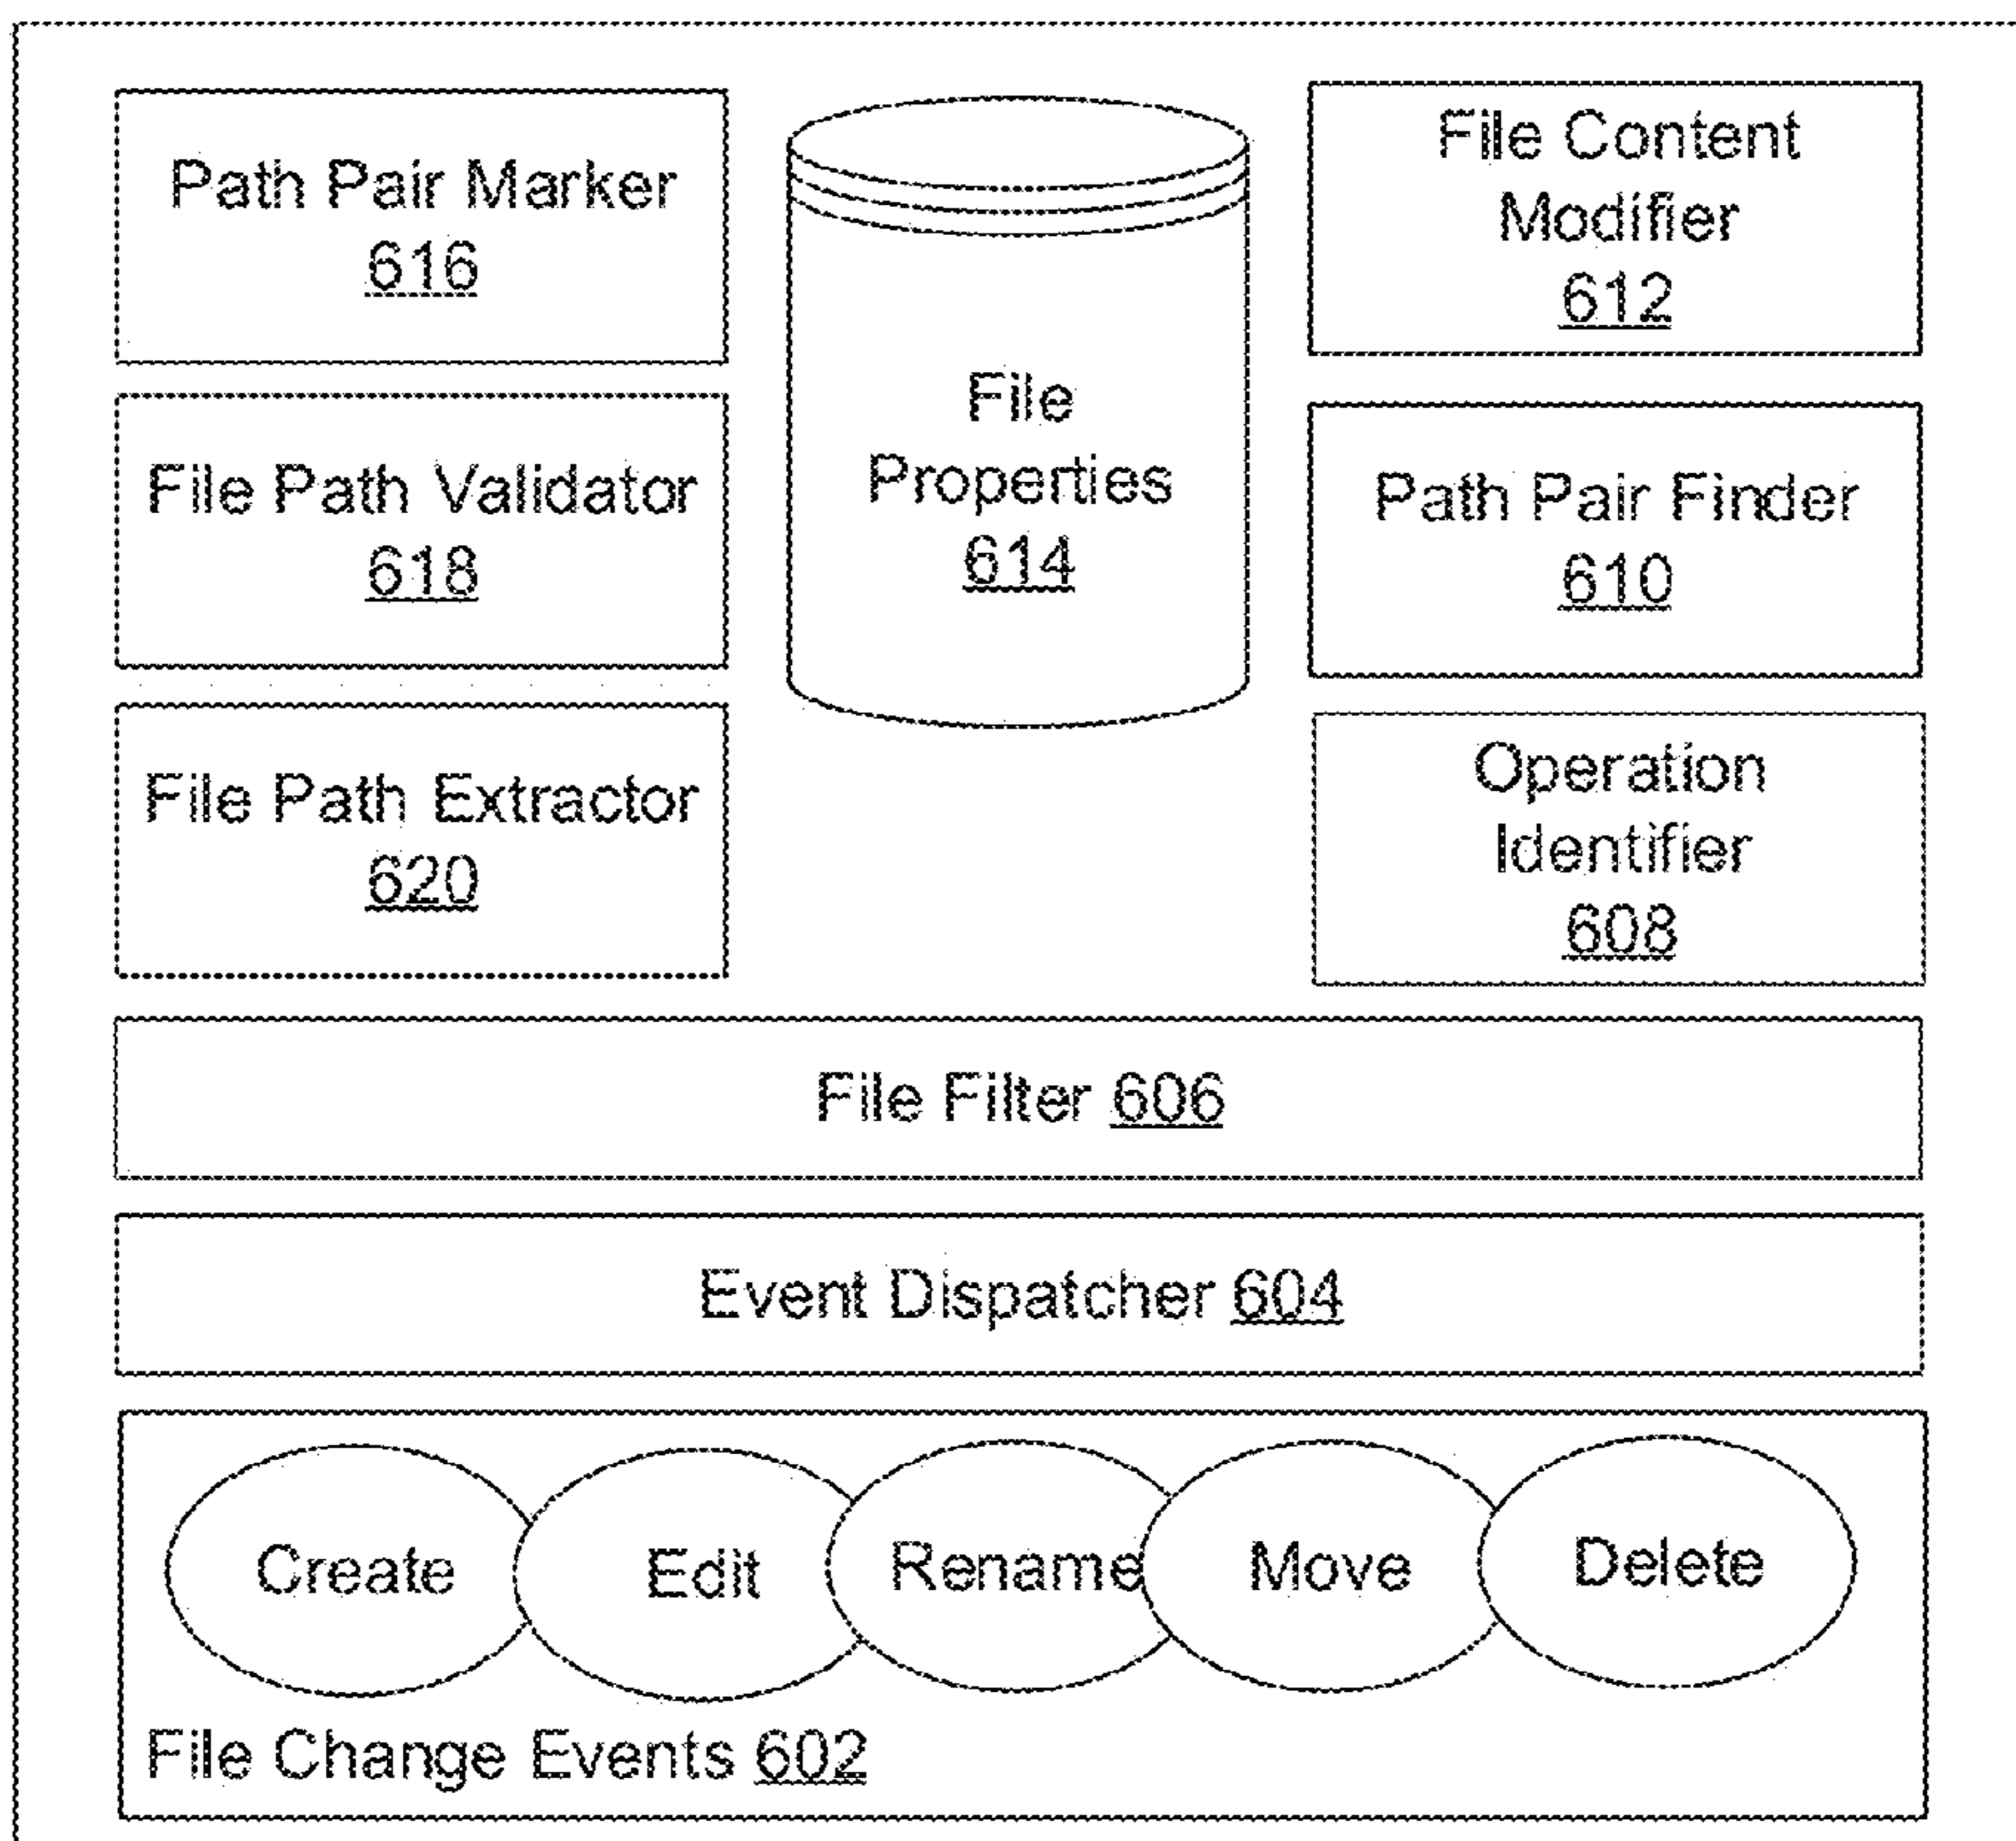 Path Pair Marker
616
File Path Validator
618
File Path Extractor
620
File
Properties
614
File Content
Modifier
612
Path Pair Finder
610
Operation
Identifier
608
File Filter 606
Event Dispatcher 604
Create
Edit
Rename
Move
Delete
File Change Events 602